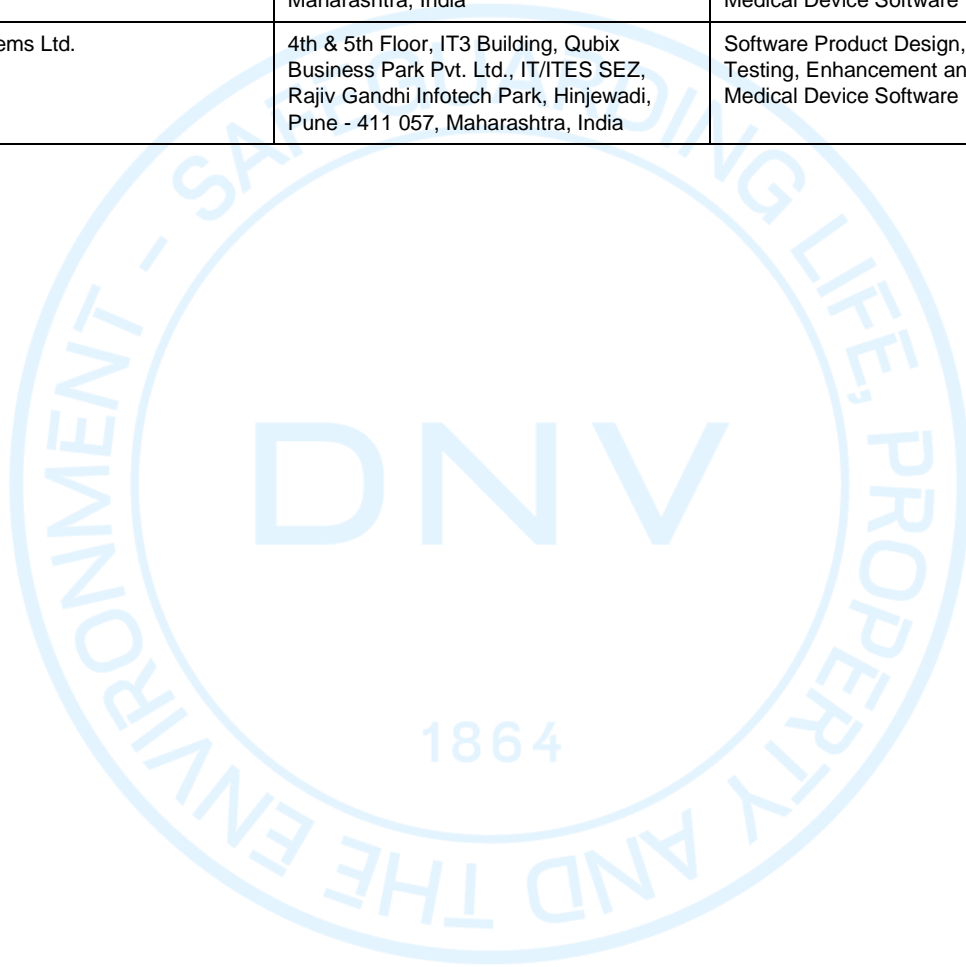 Maharashtra, India
Medical Device Software
ems Ltd.
4th & 5th Floor, IT3 Building, Qubix
Business Park Pvt. Ltd., IT/ITES SEZ,
Rajiv Gandhi Infotech Park, Hinjewadi,
Pune - 411 057, Maharashtra, India
Software Product Design,
Testing, Enhancement an
Medical Device Software
SAFEGUARDING LIFE, PROPERTY AND THE ENVIRONMENT -
DNV
1864